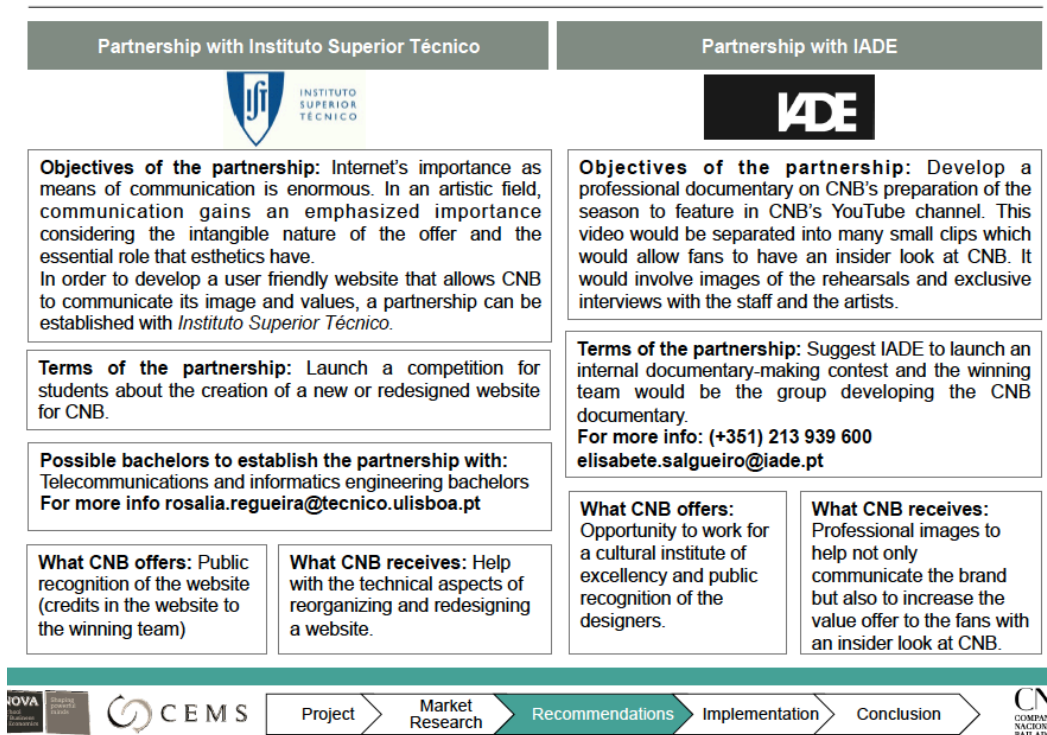 Partnership with Instituto Superior Técnico
INSTITUTO
SUPERIOR
TÉCNICO
Objectives of the partnership: Internet's importance as
means of communication is enormous. In an artistic field,
communication gains an emphasized importance
considering the intangible nature of the offer and the
essential role that esthetics have.
In order to develop a user friendly website that allows CNB
to communicate its image and values, a partnership can be
established with Instituto Superior Técnico.
Terms of the partnership: Launch a competition for
students about the creation of a new or redesigned website
for CNB.
Possible bachelors to establish the partnership with:
Telecommunications and informatics engineering bachelors
For more info rosalia.regueira@tecnico.ulisboa.pt
What CNB offers: Public
recognition of the website
(credits in the website to
the winning team)
What CNB receives: Help
with the technical aspects of
reorganizing and redesigning
a website.
Partnership with IADE
IADE
Objectives of the partnership: Develop a
professional documentary on CNB's preparation of the
season to feature in CNB's YouTube channel. This
video would be separated into many small clips which
would allow fans to have an insider look at CNB. It
would involve images of the rehearsals and exclusive
interviews with the staff and the artists.
Terms of the partnership: Suggest IADE to launch an
internal documentary-making contest and the winning
team would be the group developing the CNB
documentary.
For more info: (+351) 213 939 600
elisabete.salgueiro@iade.pt
What CNB offers:
Opportunity to work for
a cultural institute of
excellency and public
recognition of the
designers.
What CNB receives:
Professional images to
help not only
communicate the brand
but also to increase the
value offer to the fans with
an insider look at CNB.
NOVA
Shaping
powerful
minds
CEMS
Project
Market
Research
Recommendations
Implementation
Conclusion
CN
COMPAN
NACION